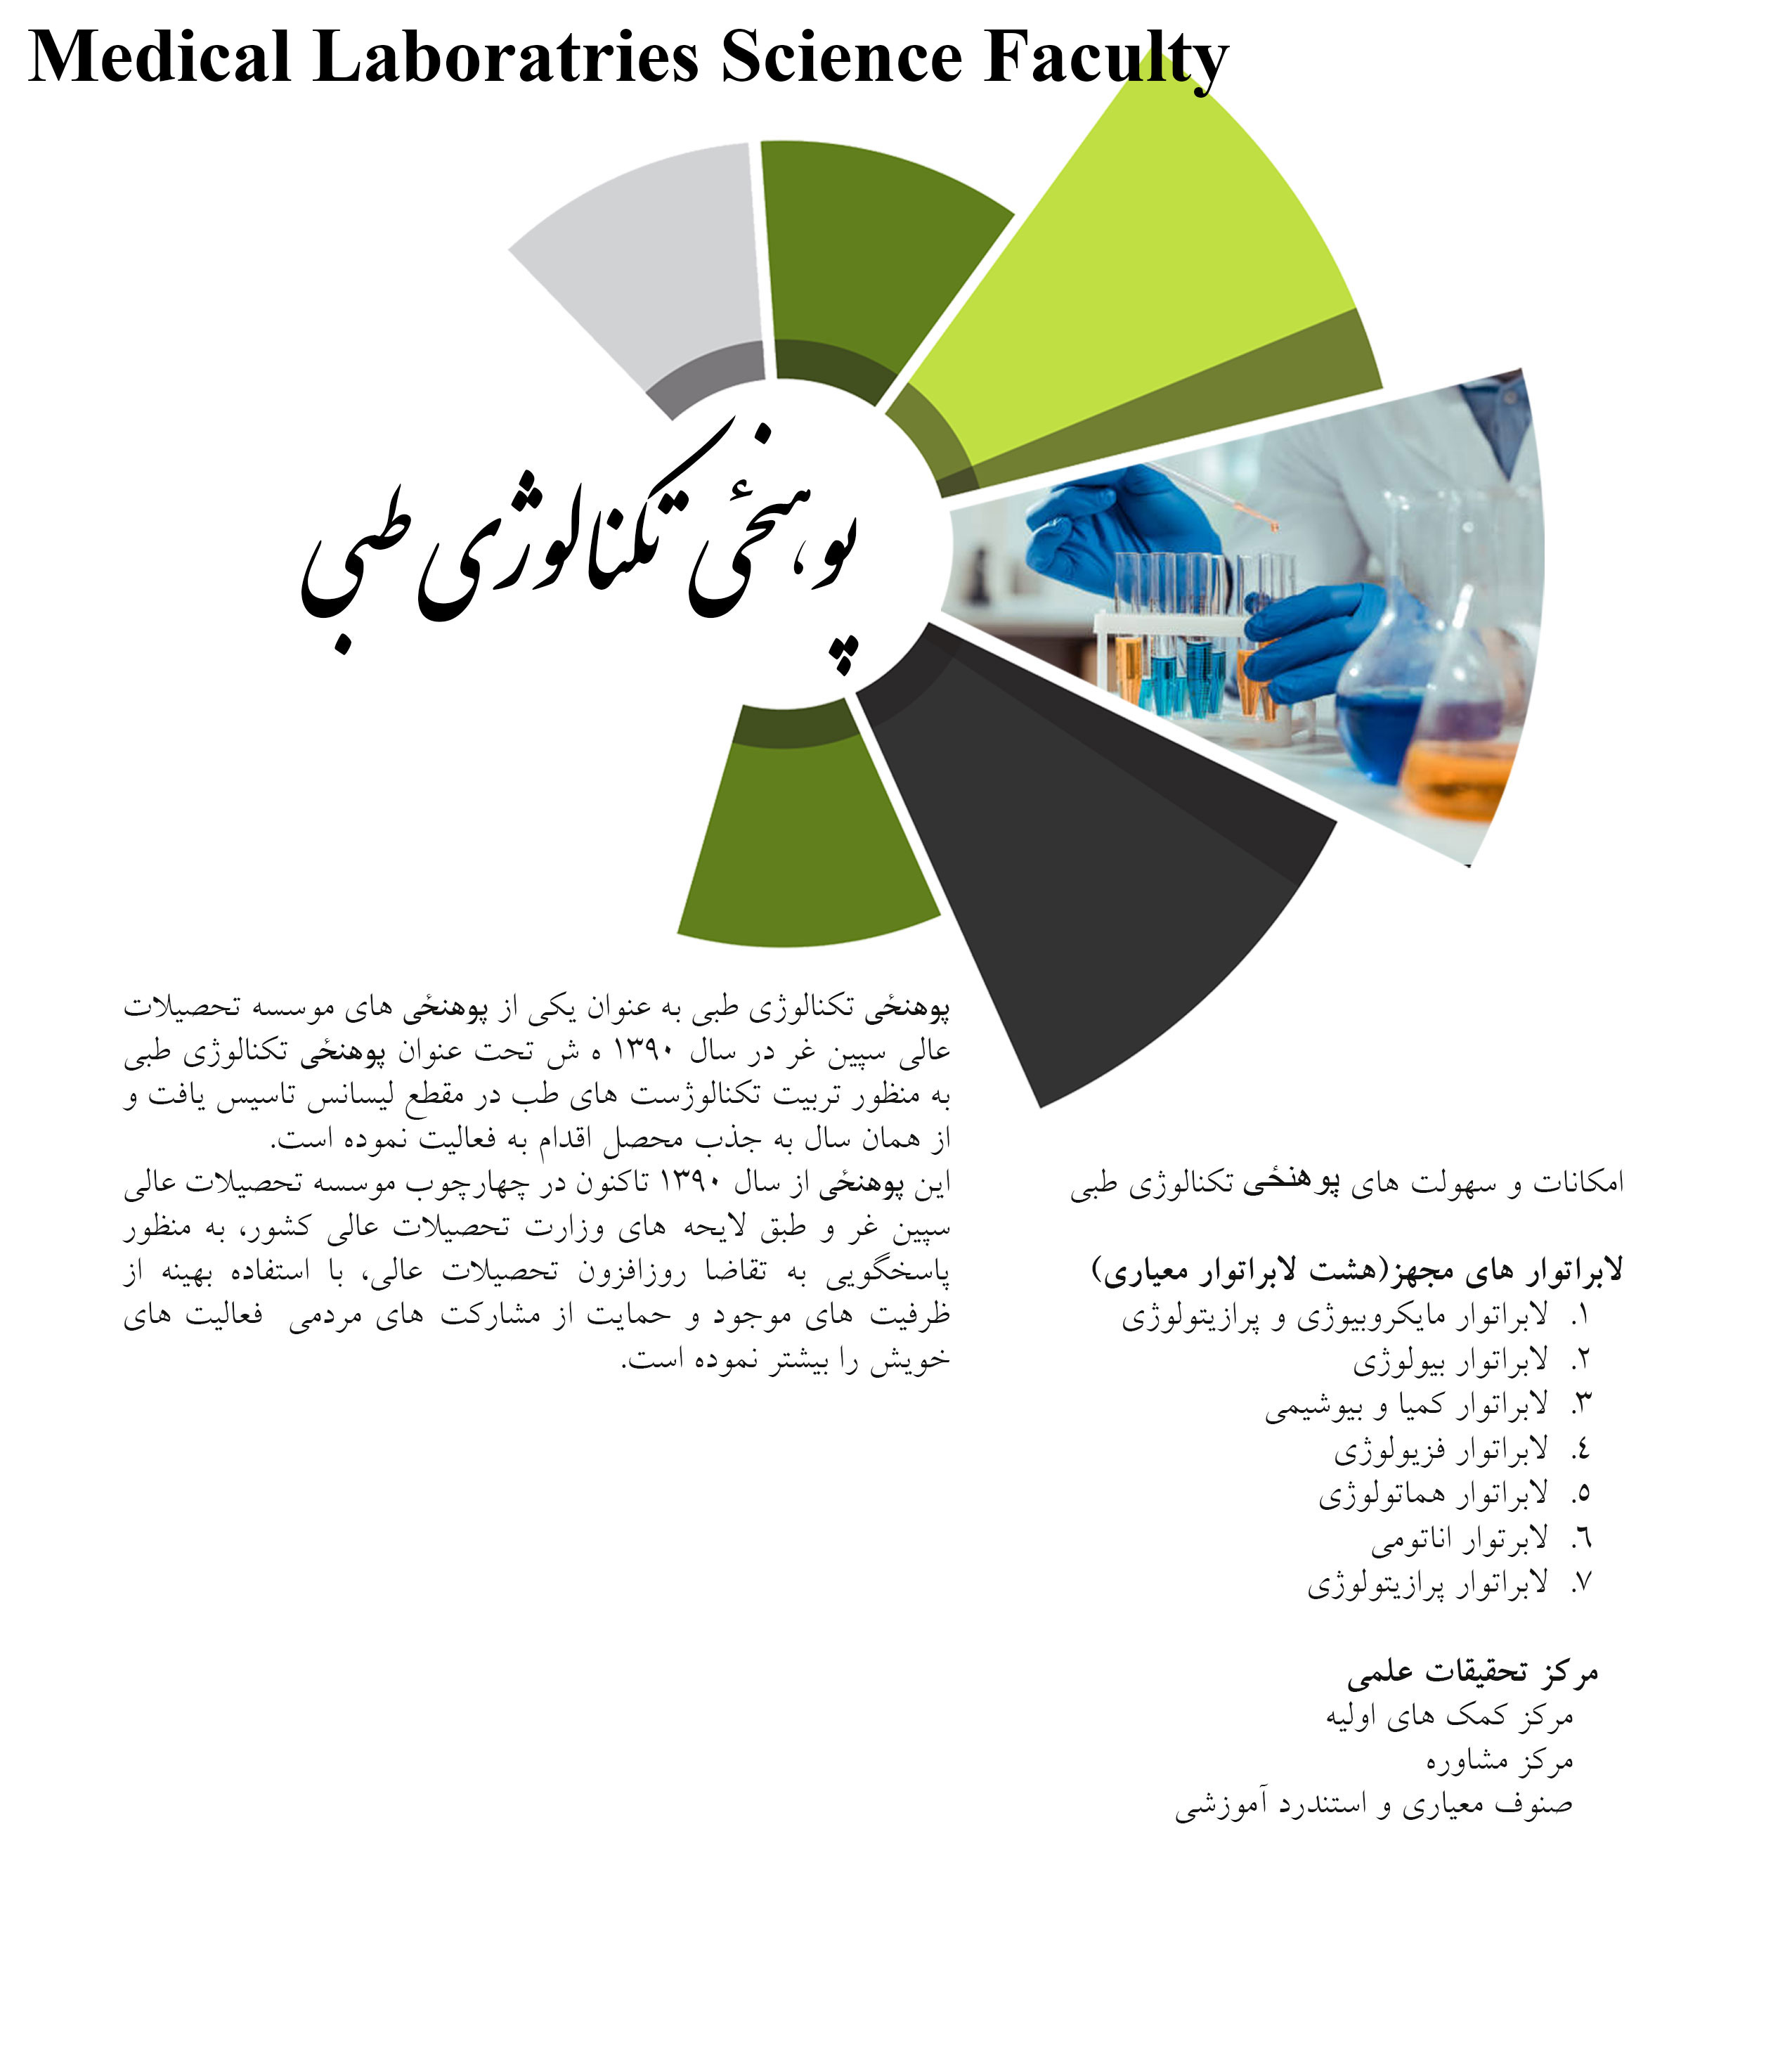 Medical Laboratries Science Faculty
پوهنځی تکنالوژی طبی
پوهنځی تکنالوژی طبی به عنوان یکی از پوهنځی های موسسه تحصیلات
عالی سپین غر در سال ۱۳۹۰ ه ش تحت عنوان پوهنځی تکنالوژی طبی
به منظور تربیت تکنالوژست های طب در مقطع لیسانس تاسیس یافت و
از همان سال به جذب محصل اقدام به فعالیت نموده است.
این پوهنځی از سال ۱۳۹۰ تاکنون در چهارچوب موسسه تحصیلات عالی
سپین غر و طبق لایحه های وزارت تحصیلات عالی کشور، به منظور
پاسخگویی به تقاضا روزافزون تحصیلات عالی، با استفاده بهینه از
ظرفیت های موجود و حمایت از مشارکت های مردمی فعالیت های
خویش را بیشتر نموده است.
امکانات و سهولت های پوهنځی تکنالوژی طبی
لابراتوار های مجهز(هشت لابراتوار معیاری)
۱. لابراتوار مایکروبیوژی و پرازیتولوژی
۲. لابراتوار بیولوژی
۳. لابراتوار کمیا و بیوشیمی
٤. لابراتوار فزیولوژی
٥. لابراتوار هماتولوژی
٦. لابرتوار اناتومی
۷. لابراتوار پرازیتولوژی
مرکز تحقیقات علمی
مرکز کمک های اولیه
مرکز مشاوره
صنوف معیاری و استندرد آموزشی